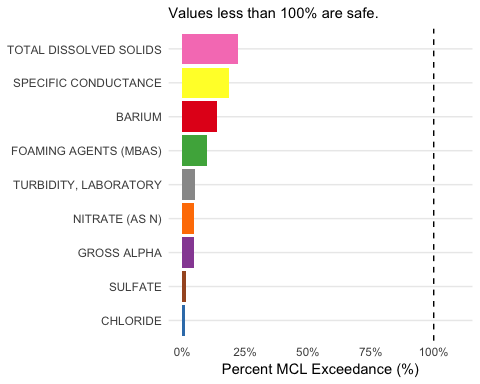 Values less than 100% are safe.
TOTAL DISSOLVED SOLIDS
SPECIFIC CONDUCTANCE
BARIUM
FOAMING AGENTS (MBAS)
TURBIDITY, LABORATORY
NITRATE (AS N)
GROSS ALPHA
SULFATE
CHLORIDE
0% 25% 50% 75% 100%
Percent MCL Exceedance (%)